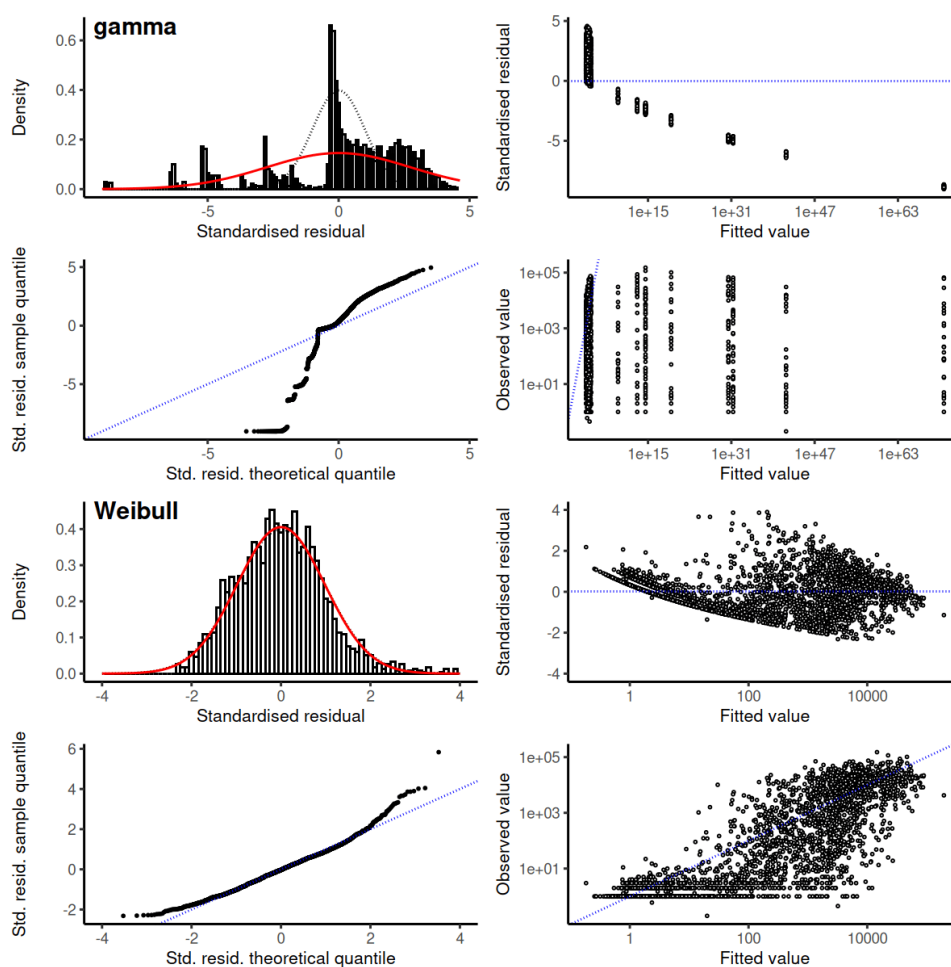 gamma
Density
0.6
0.4
0.2
0.0
-5
0
5
Standardised residual
Standardised residual
5
0
-5
1e+15
1e+31
1e+47
1e+63
Fitted value
Std. resid. sample quantile
5
0
-5
-5
0
5
Std. resid. theoretical quantile
Observed value
1e+05
1e+03
1e+01
1e+15
1e+31
1e+47
1e+63
Fitted value
Weibull
Density
0.4
0.3
0.2
0.1
0.0
-4
-2
0
2
4
Standardised residual
Standardised residual
4
2
0
-2
-4
1
100
10000
Fitted value
Std. resid. sample quantile
6
4
2
0
-2
-4
-2
0
2
4
Std. resid. theoretical quantile
Observed value
1e+05
1e+03
1e+01
1
100
10000
Fitted value